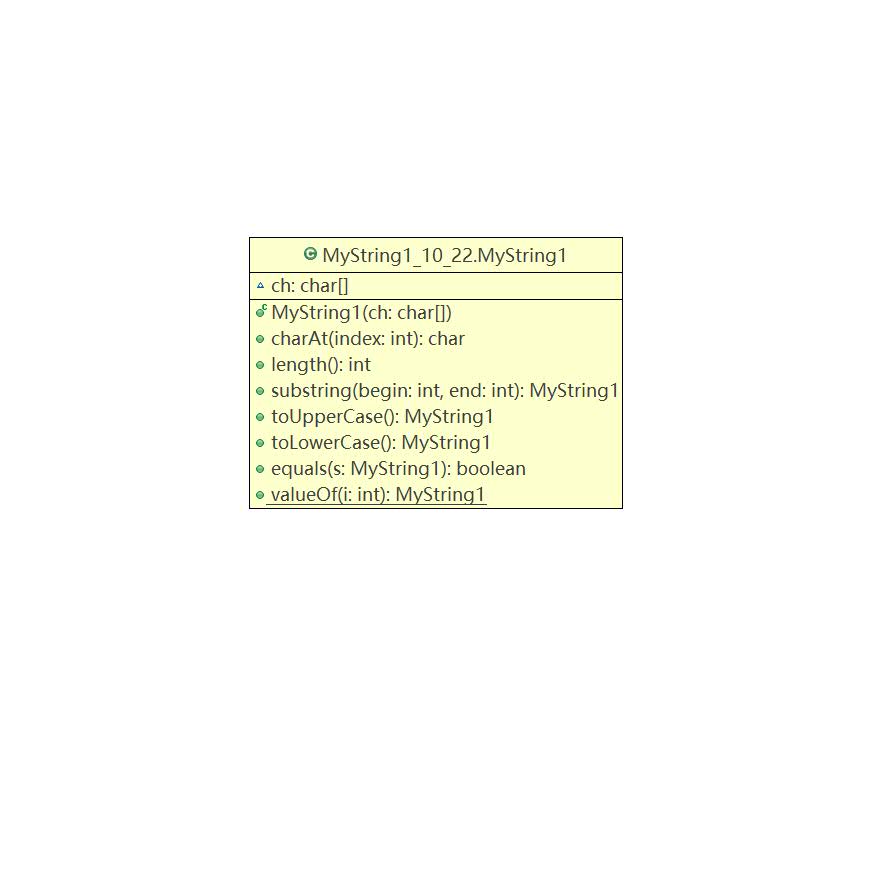 MyString1_10_22.MyString1
ch: char[]
MyString1(ch: char[])
charAt(index: int): char
length(): int
substring(begin: int, end: int): MyString1
toUpperCase(): MyString1
toLowerCase(): MyString1
equals(s: MyString1): boolean
valueOf(i: int): MyString1